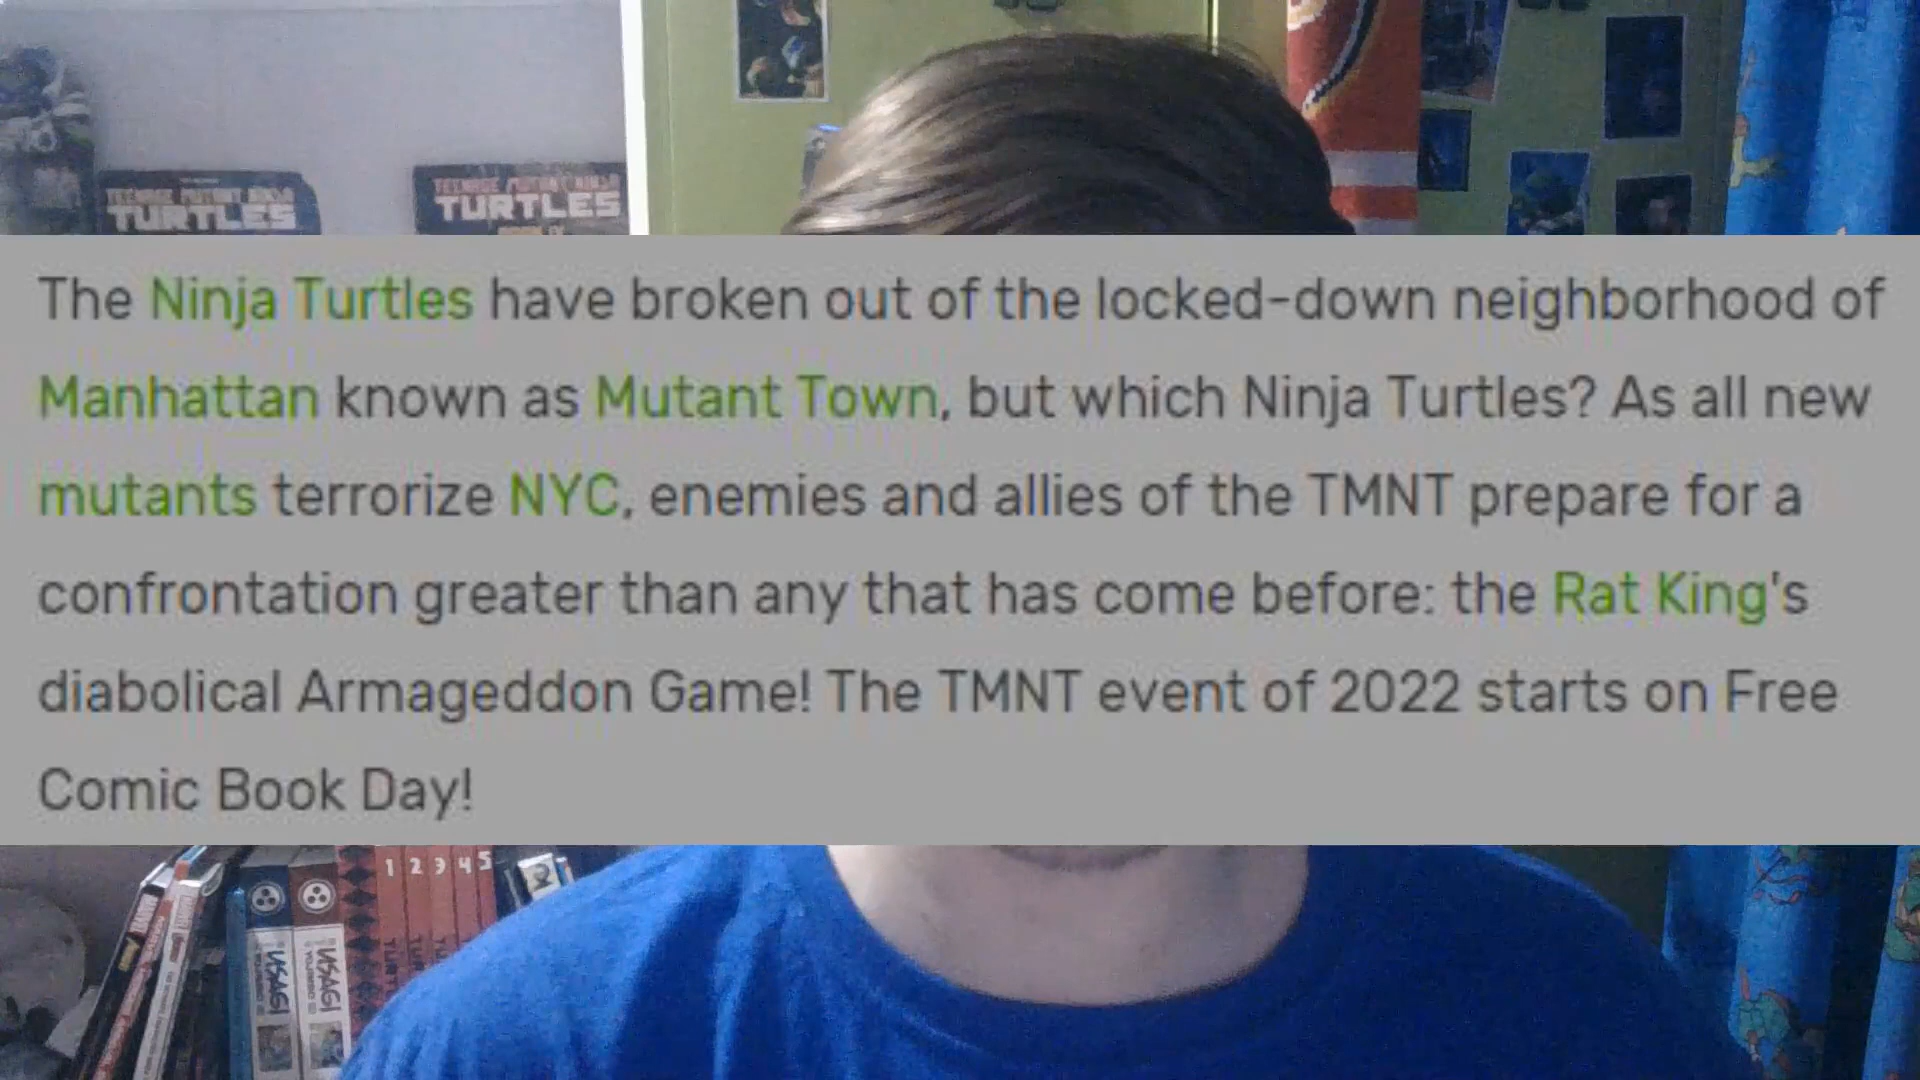 TEENAGE MUTANT NINJA
TURTLES
TEENAGE MUTANT NINJA
TURTLES
The Ninja Turtles have broken out of the locked-down neighborhood of
Manhattan known as Mutant Town, but which Ninja Turtles? As all new
mutants terrorize NYC, enemies and allies of the TMNT prepare for a
confrontation greater than any that has come before: the Rat King's
diabolical Armageddon Game! The TMNT event of 2022 starts on Free
Comic Book Day!
1 2 3 4 5
USAGI
YOJIMBO
USAGI
YOJIMBO